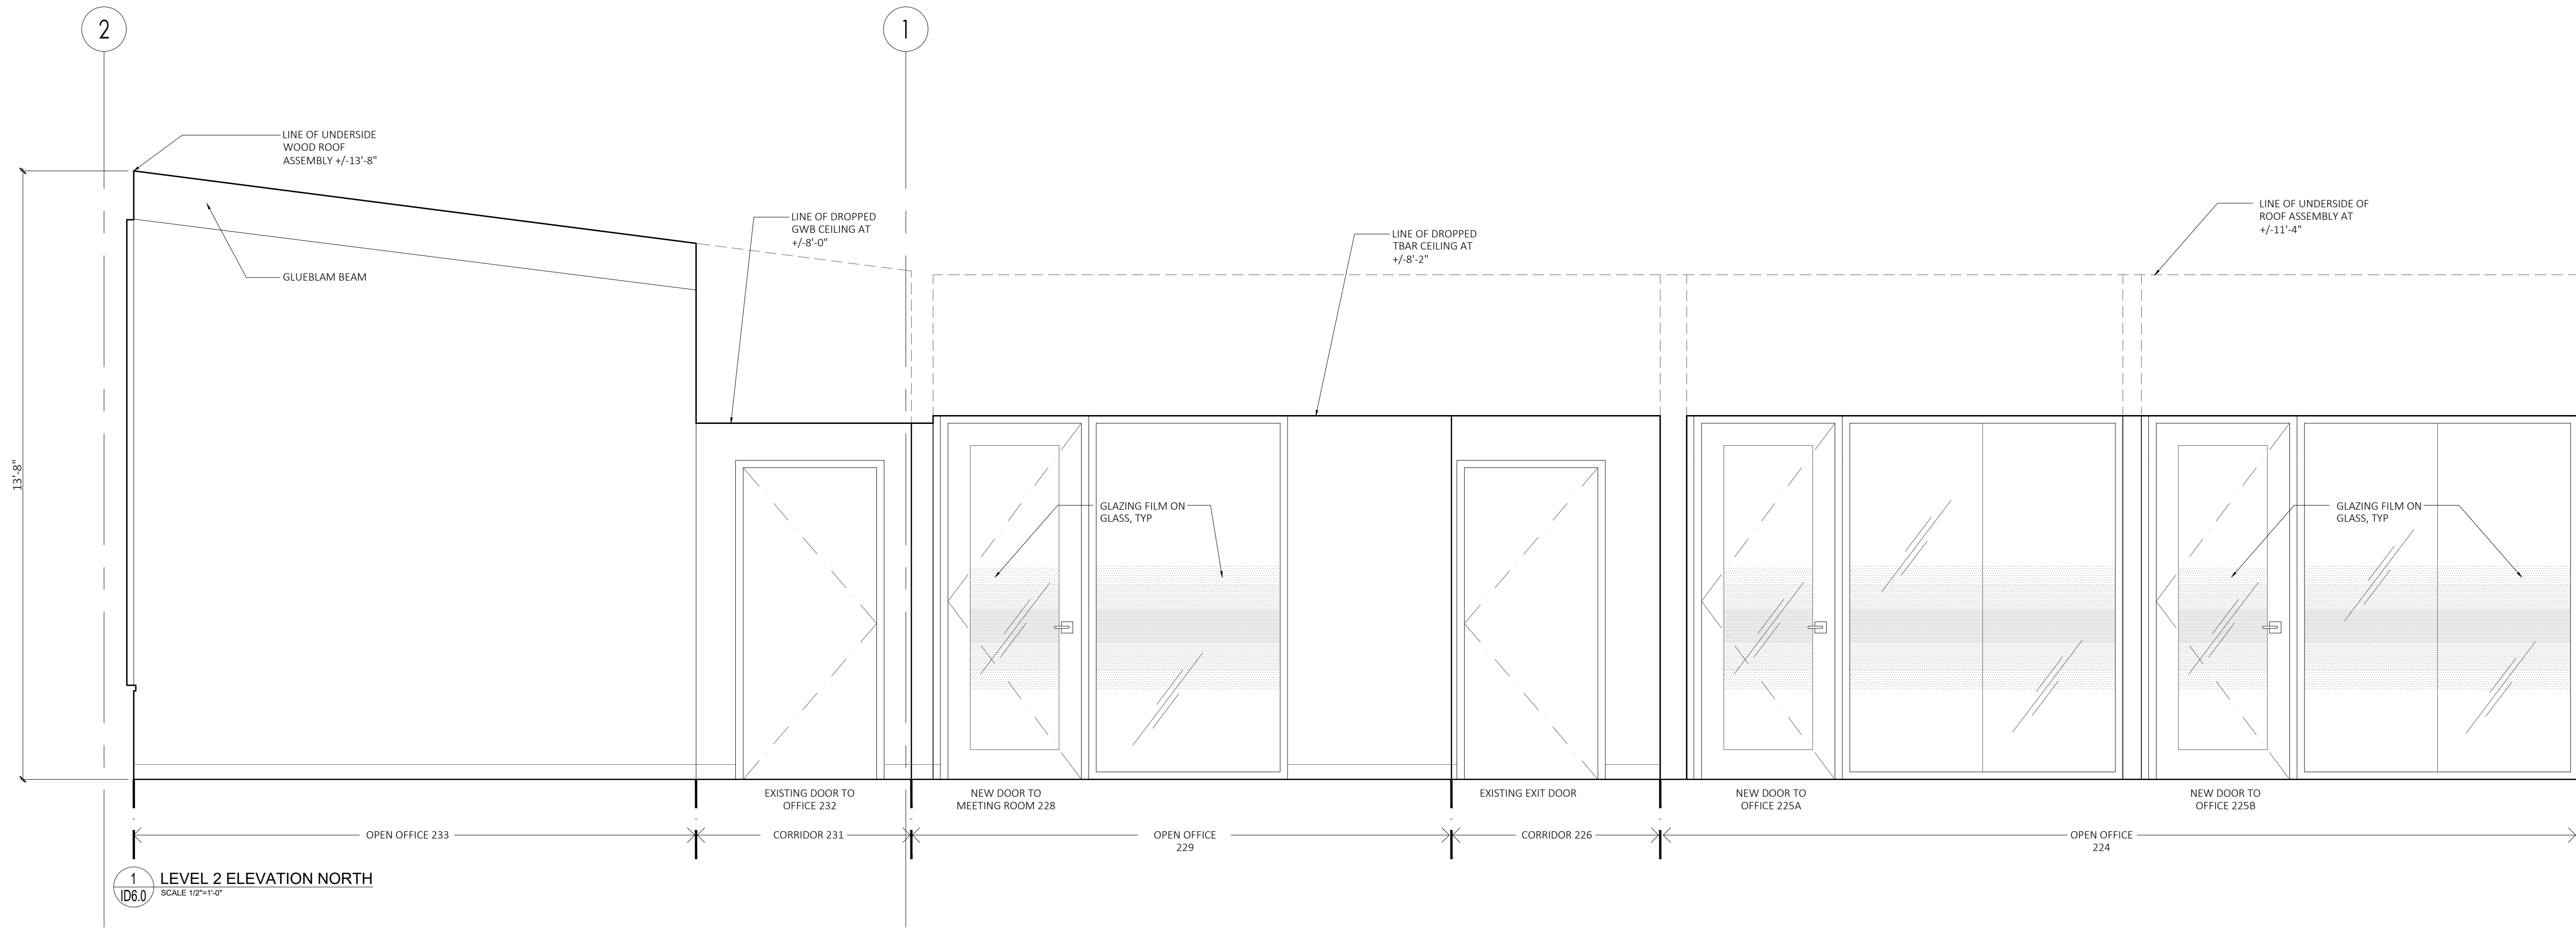 2
1
LINE OF UNDERSIDE
WOOD ROOF
ASSEMBLY +/-13'-8"
GLUEBLAM BEAM
LINE OF DROPPED
GWB CEILING AT
+/-8'-0"
LINE OF DROPPED
TBAR CEILING AT
+/-8'-2"
LINE OF UNDERSIDE OF
ROOF ASSEMBLY AT
+/-11'-4"
13'-8"
GLAZING FILM ON
GLASS, TYP
GLAZING FILM ON
GLASS, TYP
EXISTING DOOR TO
OFFICE 232
NEW DOOR TO
MEETING ROOM 228
EXISTING EXIT DOOR
NEW DOOR TO
OFFICE 225A
NEW DOOR TO
OFFICE 225B
OPEN OFFICE 233
CORRIDOR 231
OPEN OFFICE
229
CORRIDOR 226
OPEN OFFICE
224
1
ID6.0
LEVEL 2 ELEVATION NORTH
SCALE 1/2"=1'-0"